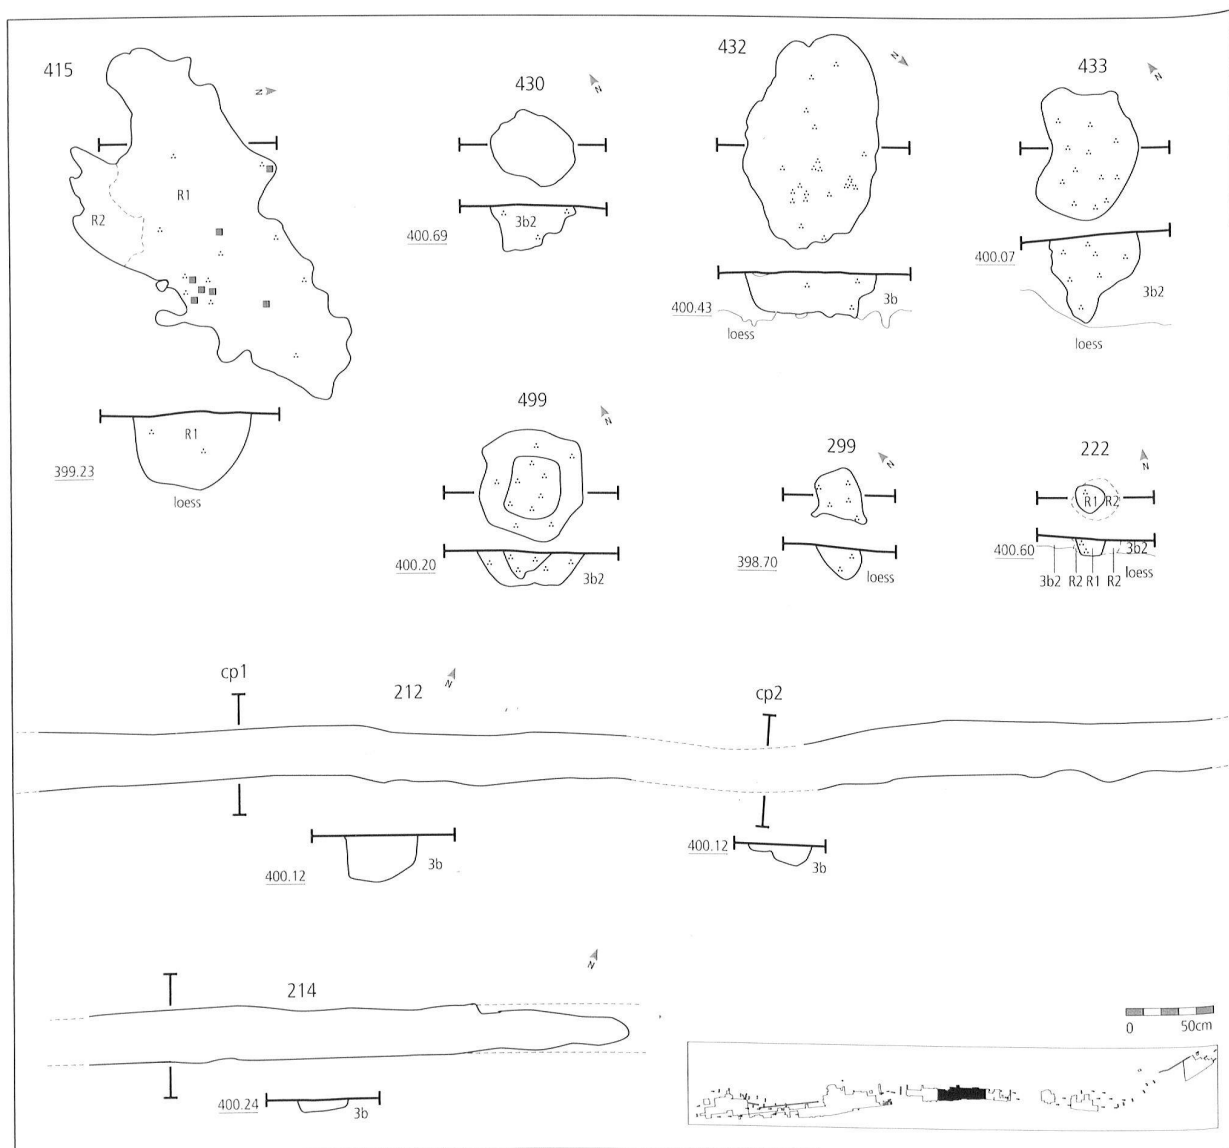 415
N
R1
R2
R1
399.23
loess
430
N
3b2
400.69
432
N
400.43
3b
loess
433
N
400.07
3b2
loess
499
N
400.20
3b2
299
N
398.70
loess
222
N
R1 R2
400.60
3b2
loess
3b2 R2 R1 R2
cp1
212
N
cp2
400.12
3b
400.12
3b
214
N
400.24
3b
0 50cm